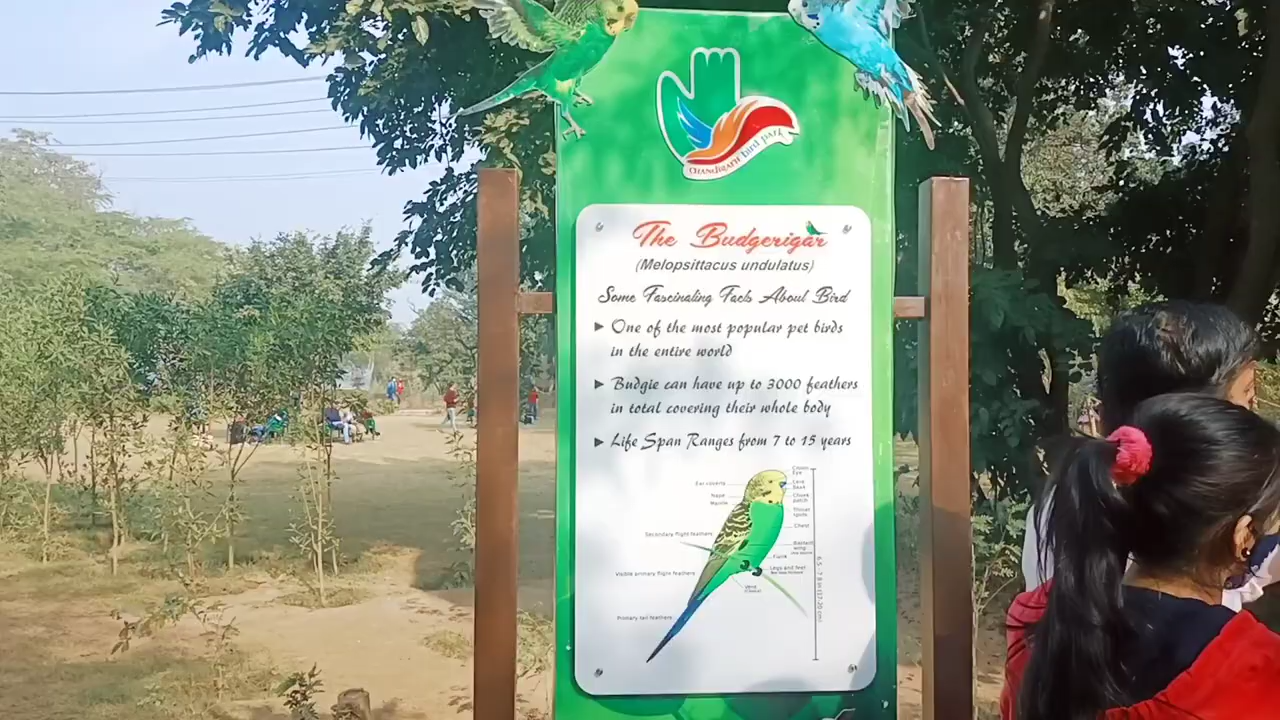 CHANDIGARH bird park
The Budgerigar
(Melopsittacus undulatus)
Some Fascinating Facts About Bird
▶ One of the most popular pet birds
in the entire world
▶ Budgie can have up to 3000 feathers
in total covering their whole body
▶ Life Span Ranges from 7 to 15 years
Crown
Eye
Ear coverts
Cere
Beak
Nape
Cheek patch
Mantle
Throat spots
Chest
Secondary flight feathers
Flank
Legs and feet
Visible primary flight feathers
Vent
(Cloaca)
Primary tail feathers